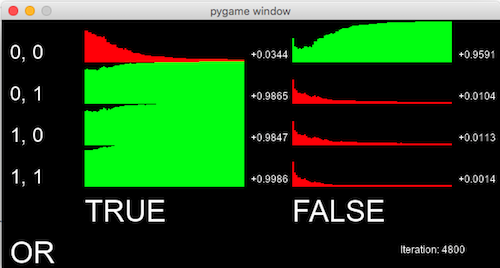 pygame window
0, 0 +0.0344 +0.9591
0, 1 +0.9865 +0.0104
1, 0 +0.9847 +0.0113
1, 1 +0.9986 +0.0014
TRUE FALSE
OR Iteration: 4800